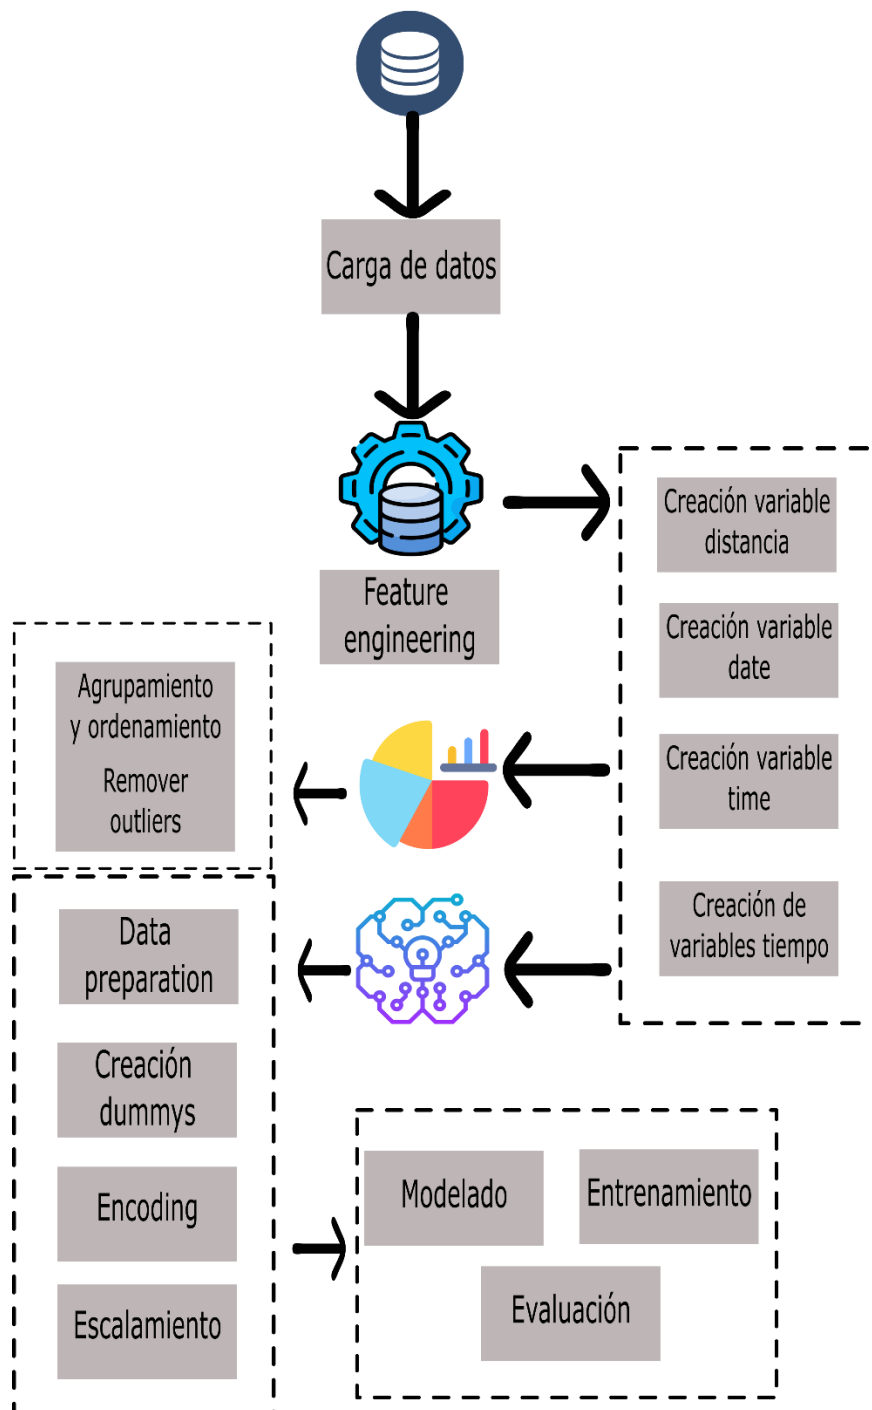 Carga de datos
Feature
engineering
Creación variable
distancia
Creación variable
date
Creación variable
time
Creación de
variables tiempo
Agrupamiento
y ordenamiento
Remover
outliers
Data
preparation
Creación
dummys
Encoding
Escalamiento
Modelado
Entrenamiento
Evaluación